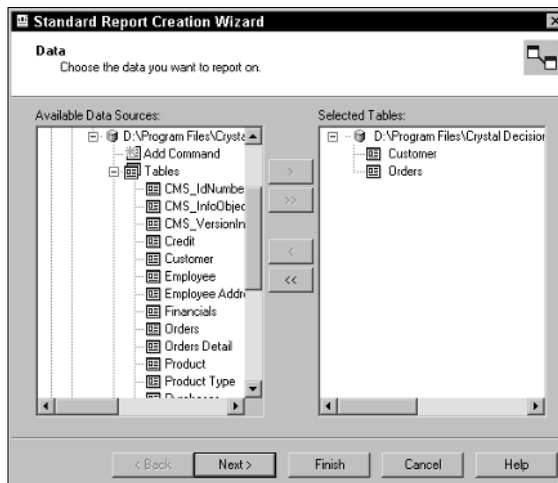 Standard Report Creation Wizard
Data
Choose the data you want to report on.
Available Data Sources:
D:\Program Files\Crysta
Add Command
Tables
CMS_IdNumbe
CMS_InfoObjec
CMS_VersionIn
Credit
Customer
Employee
Employee Addr
Financials
Orders
Orders Detail
Product
Product Type
>
>>
<
<<
Selected Tables:
D:\Program Files\Crystal Decision
Customer
Orders
< Back
Next >
Finish
Cancel
Help